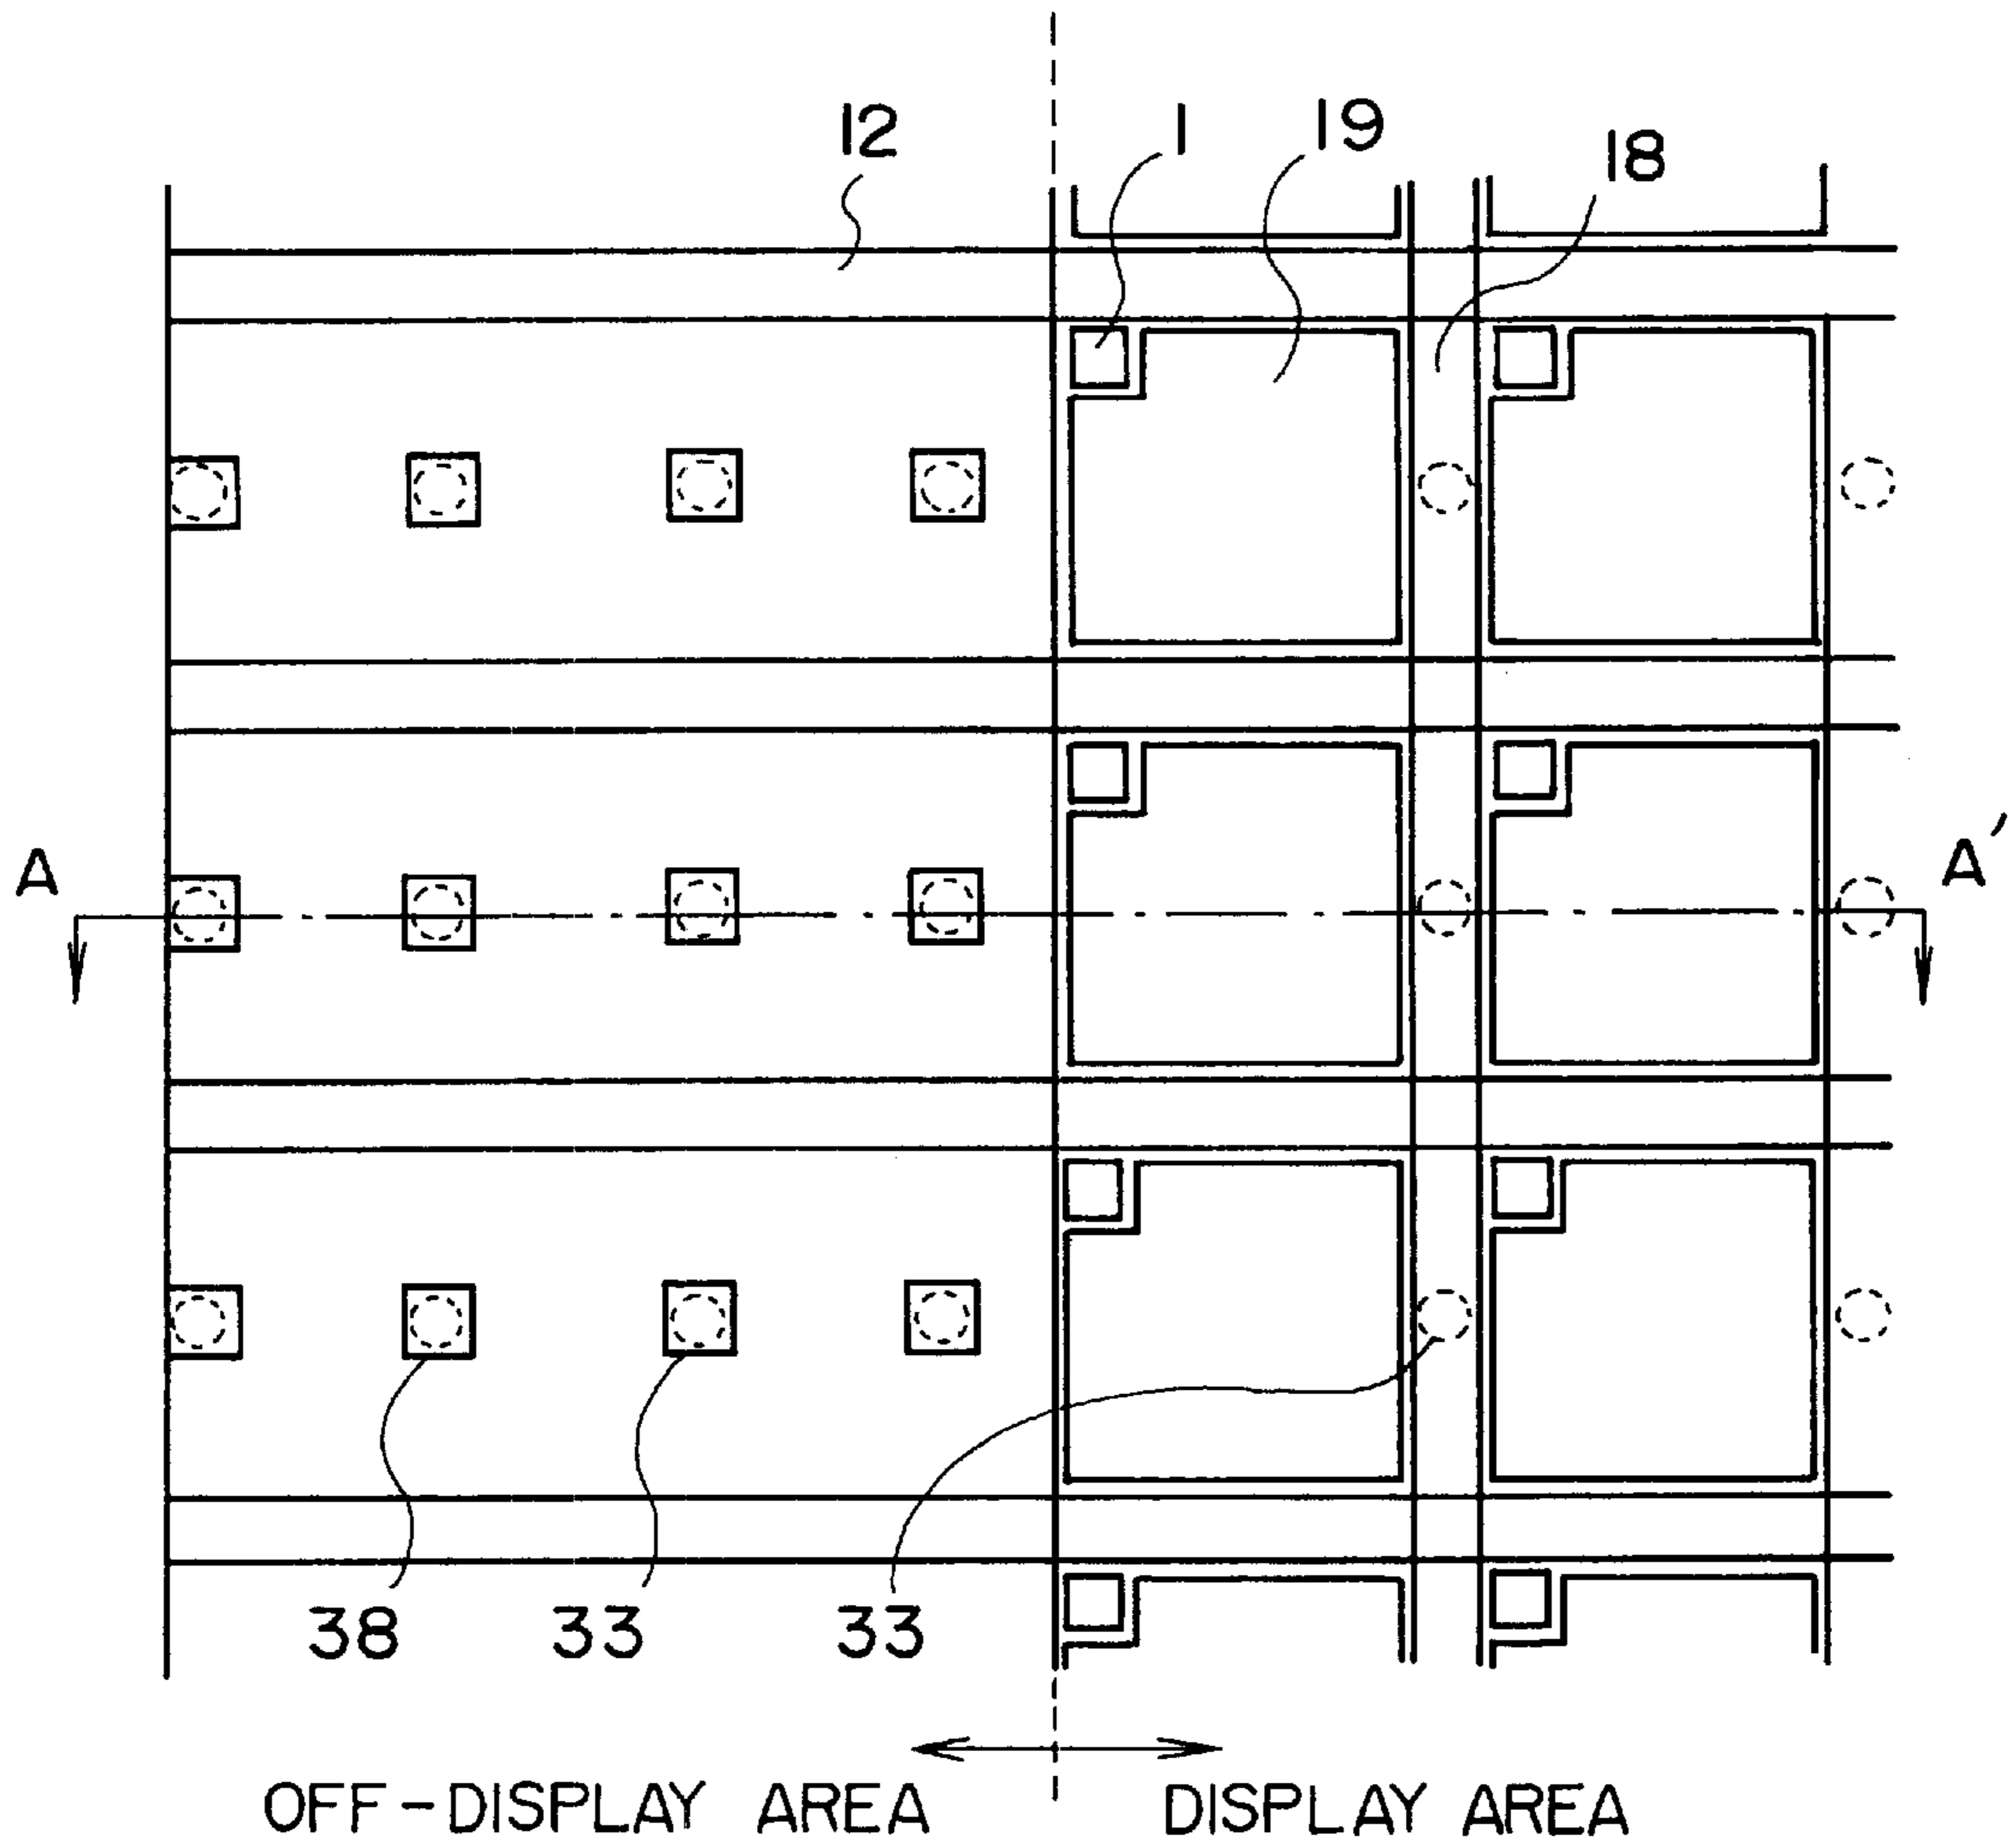 12 1 19 18
A A′
38 33 33
OFF-DISPLAY AREA DISPLAY AREA